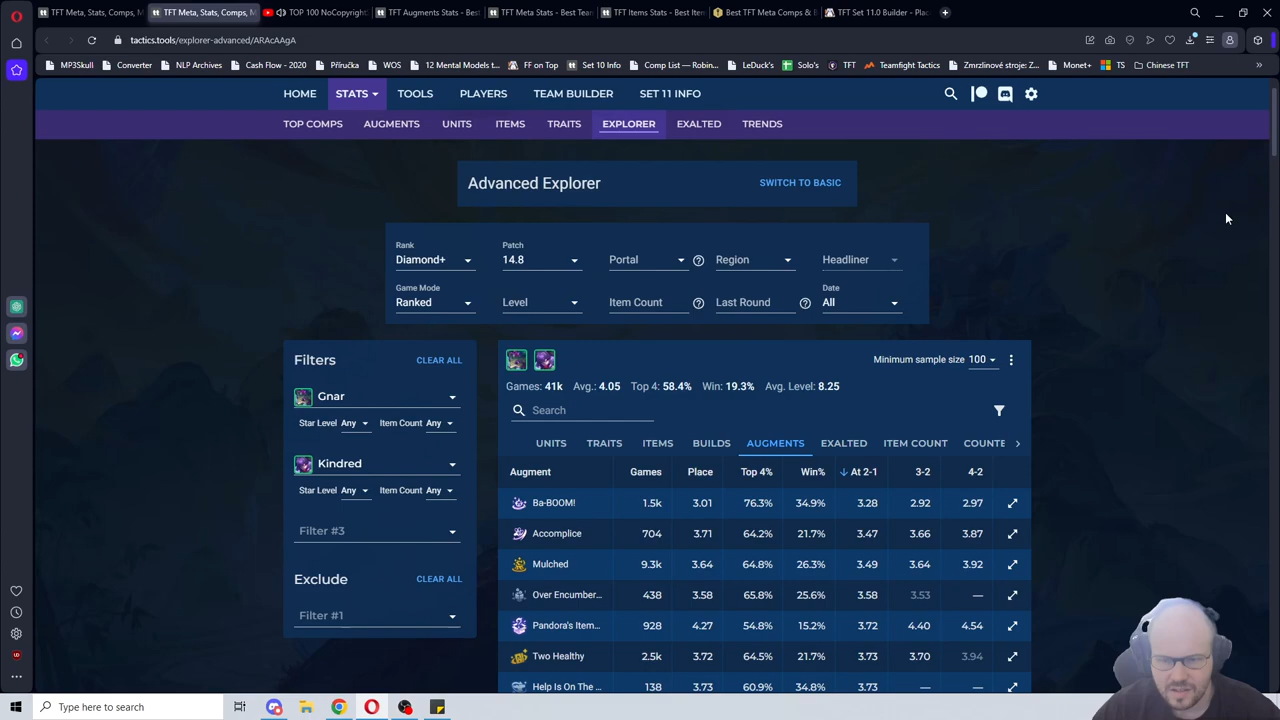 TFT Meta, Stats, Comps, M
TFT Meta, Stats, Comps, M
TOP 100 NoCopyright
TFT Augments Stats - Bes
TFT Meta Stats - Best Tea
TFT Items Stats - Best Item
Best TFT Meta Comps & B
TFT Set 11.0 Builder - Pla
tactics.tools/explorer-advanced/ARAcAAgA
MP3Skull
Converter
NLP Archives
Cash Flow - 2020
Příručka
WOS
12 Mental Models t...
FF on Top
Set 10 Info
Comp List — Robin...
LeDuck's
Solo's
TFT
Teamfight Tactics
Zmrzlinové stroje: Z...
Monet+
TS
Chinese TFT
HOME
STATS
TOOLS
PLAYERS
TEAM BUILDER
SET 11 INFO
TOP COMPS
AUGMENTS
UNITS
ITEMS
TRAITS
EXPLORER
EXALTED
TRENDS
Advanced Explorer
SWITCH TO BASIC
Rank
Diamond+
Patch
14.8
Portal
Region
Headliner
Game Mode
Ranked
Level
Item Count
Last Round
Date
All
Filters
CLEAR ALL
Gnar
Star Level Any Item Count Any
Kindred
Star Level Any Item Count Any
Filter #3
Exclude
CLEAR ALL
Filter #1
Minimum sample size 100
Games: 41k Avg.: 4.05 Top 4: 58.4% Win: 19.3% Avg. Level: 8.25
Search
UNITS TRAITS ITEMS BUILDS AUGMENTS EXALTED ITEM COUNT COUNTE
Augment Games Place Top 4% Win% At 2-1 3-2 4-2
Ba-BOOM! 1.5k 3.01 76.3% 34.9% 3.28 2.92 2.97
Accomplice 704 3.71 64.2% 21.7% 3.47 3.66 3.87
Mulched 9.3k 3.64 64.8% 26.3% 3.49 3.64 3.92
Over Encumber... 438 3.58 65.8% 25.6% 3.58 3.53 —
Pandora's Item... 928 4.27 54.8% 15.2% 3.72 4.40 4.54
Two Healthy 2.5k 3.72 64.5% 21.7% 3.73 3.70 3.94
Help Is On The ... 138 3.73 60.9% 34.8% 3.73 — —
Type here to search